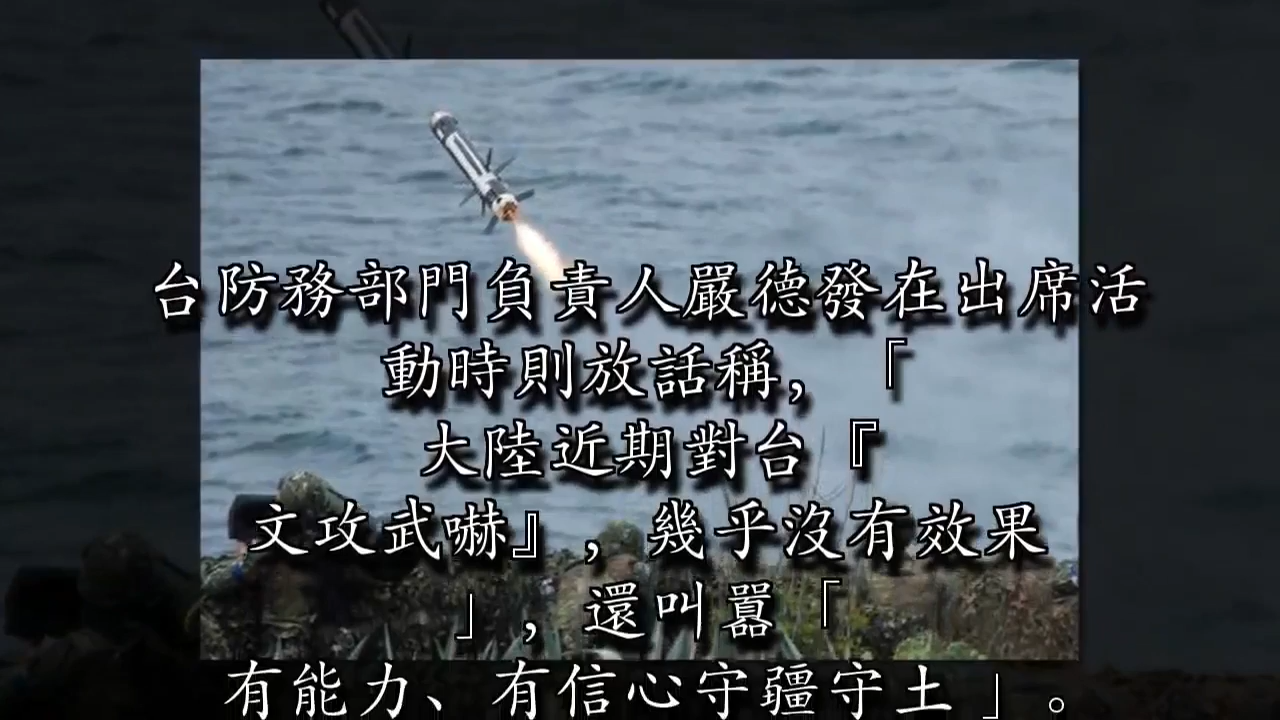 台防務部門負責人嚴德發在出席活
動時則放話稱，「
大陸近期對台『
文攻武嚇』，幾乎沒有效果
」，還叫囂「
有能力、有信心守疆守土」。